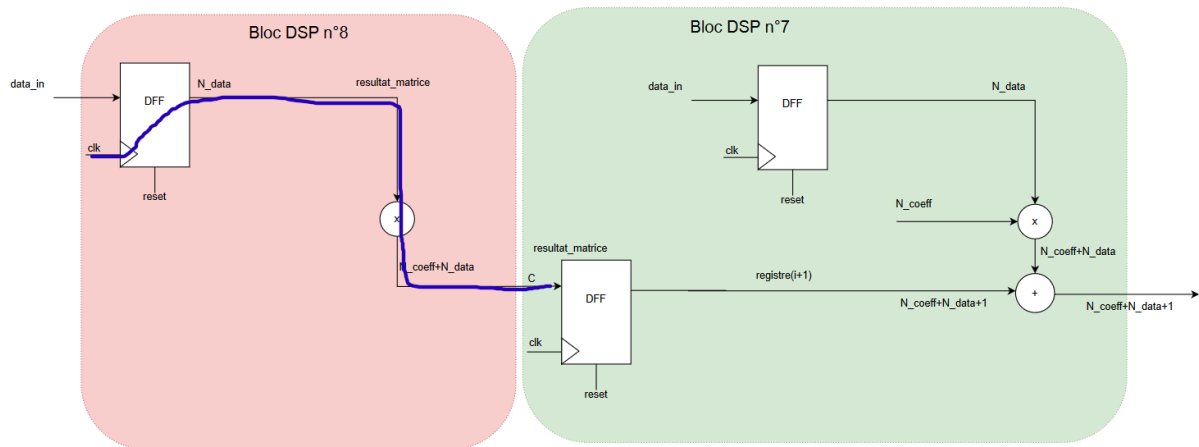 Bloc DSP n°8
data_in
N_data
resultat_matrice
DFF
clk
reset
x
N_coeff+N_data
C
Bloc DSP n°7
data_in
N_data
DFF
clk
reset
N_coeff
x
N_coeff+N_data
resultat_matrice
DFF
registre(i+1)
N_coeff+N_data+1
+
N_coeff+N_data+1
clk
reset